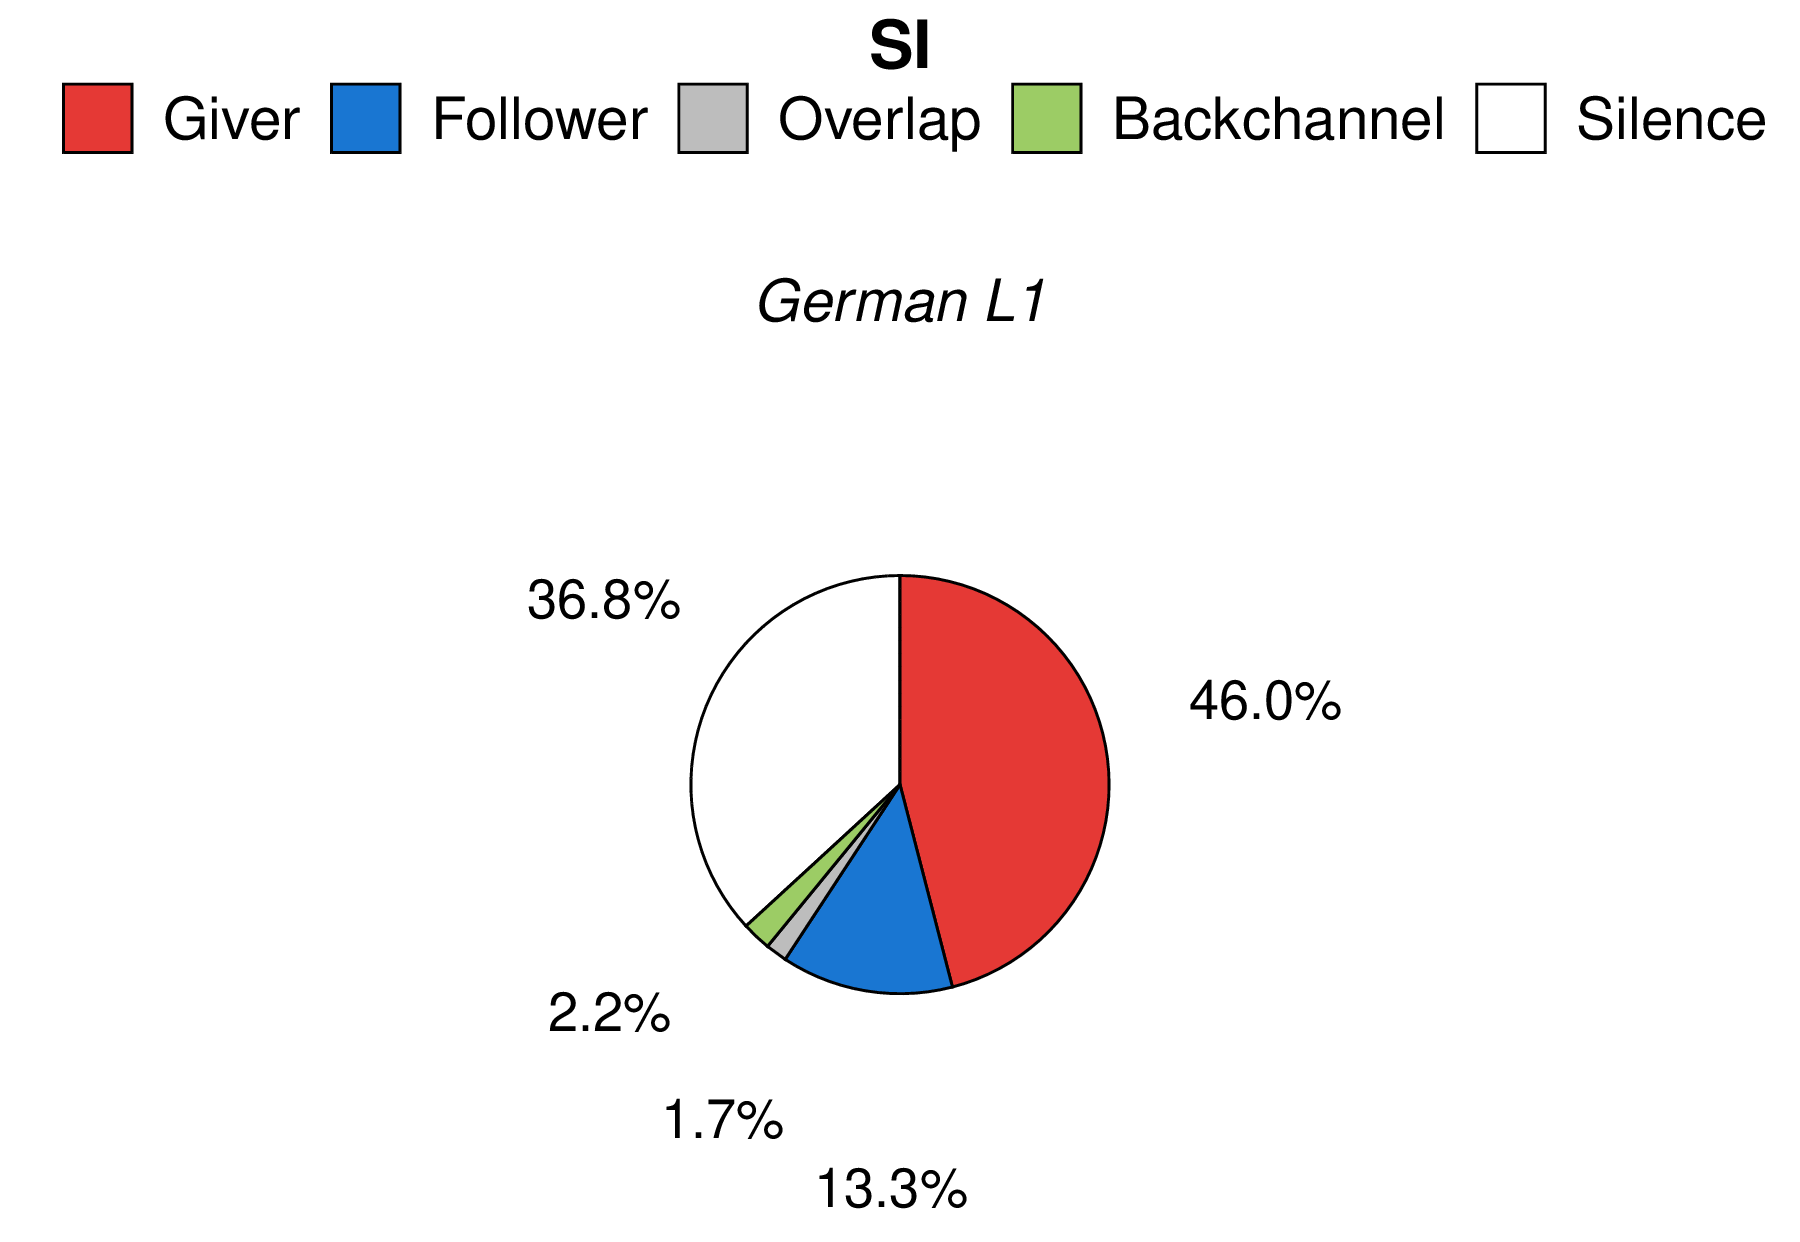 SI
Giver Follower Overlap Backchannel Silence
German L1
36.8%
46.0%
2.2%
1.7%
13.3%